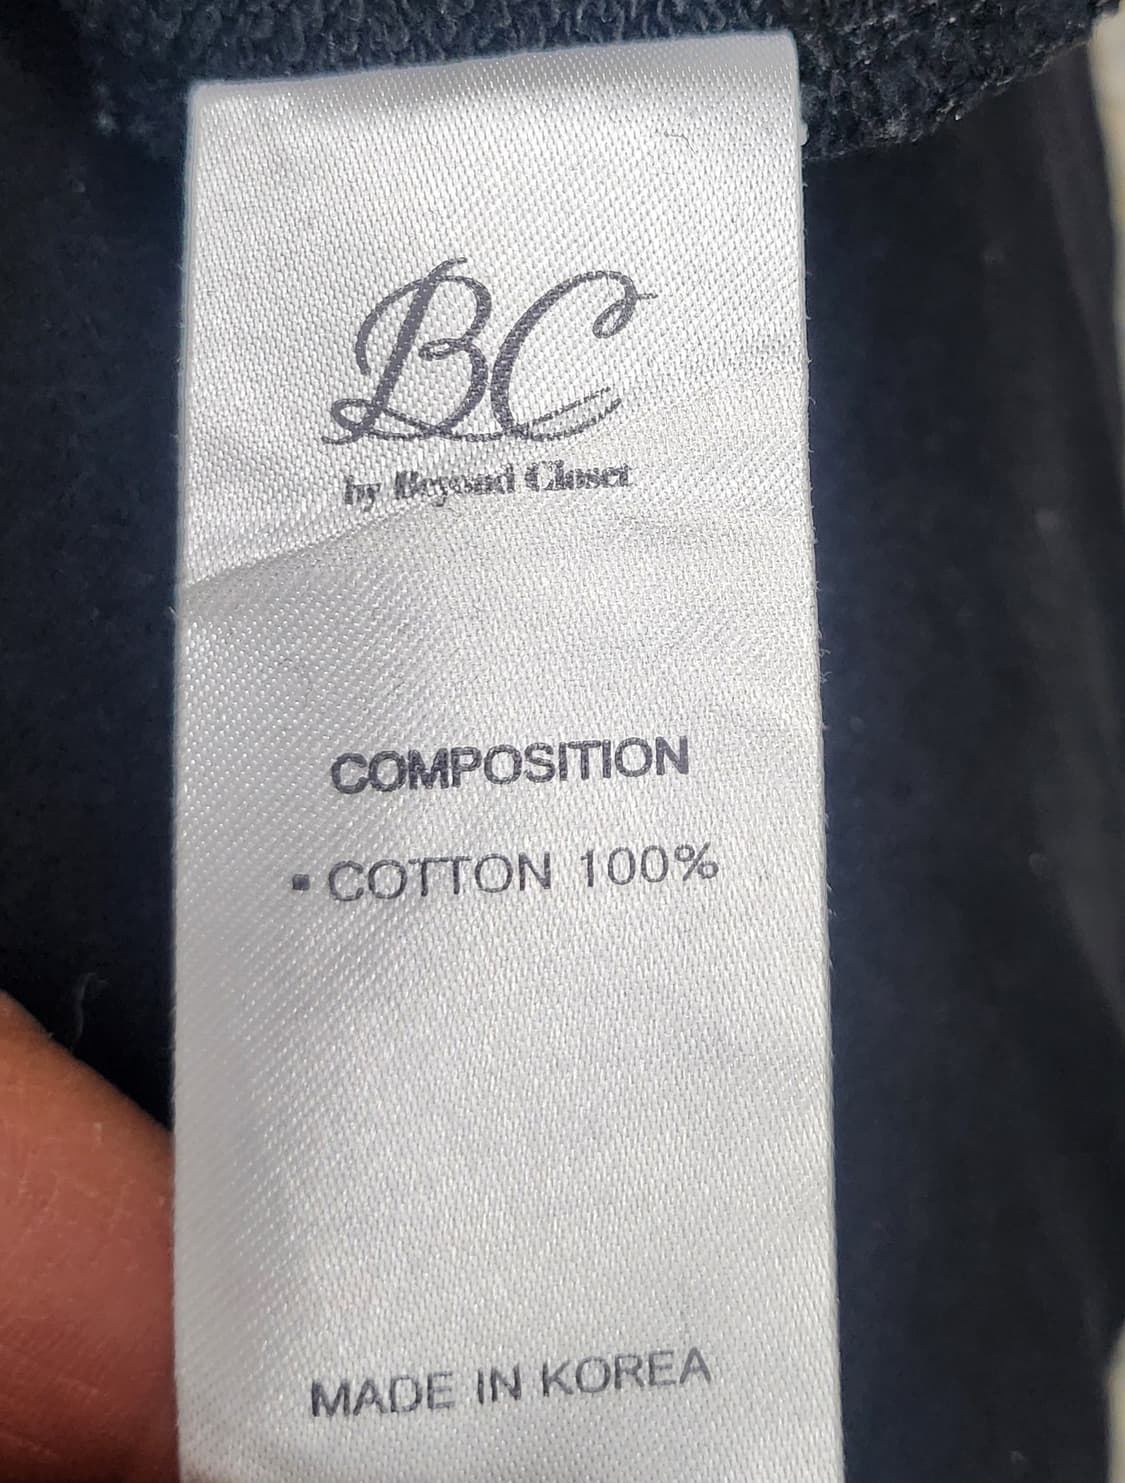 BC
by Beyond Closet
COMPOSITION
▪ COTTON 100%
MADE IN KOREA